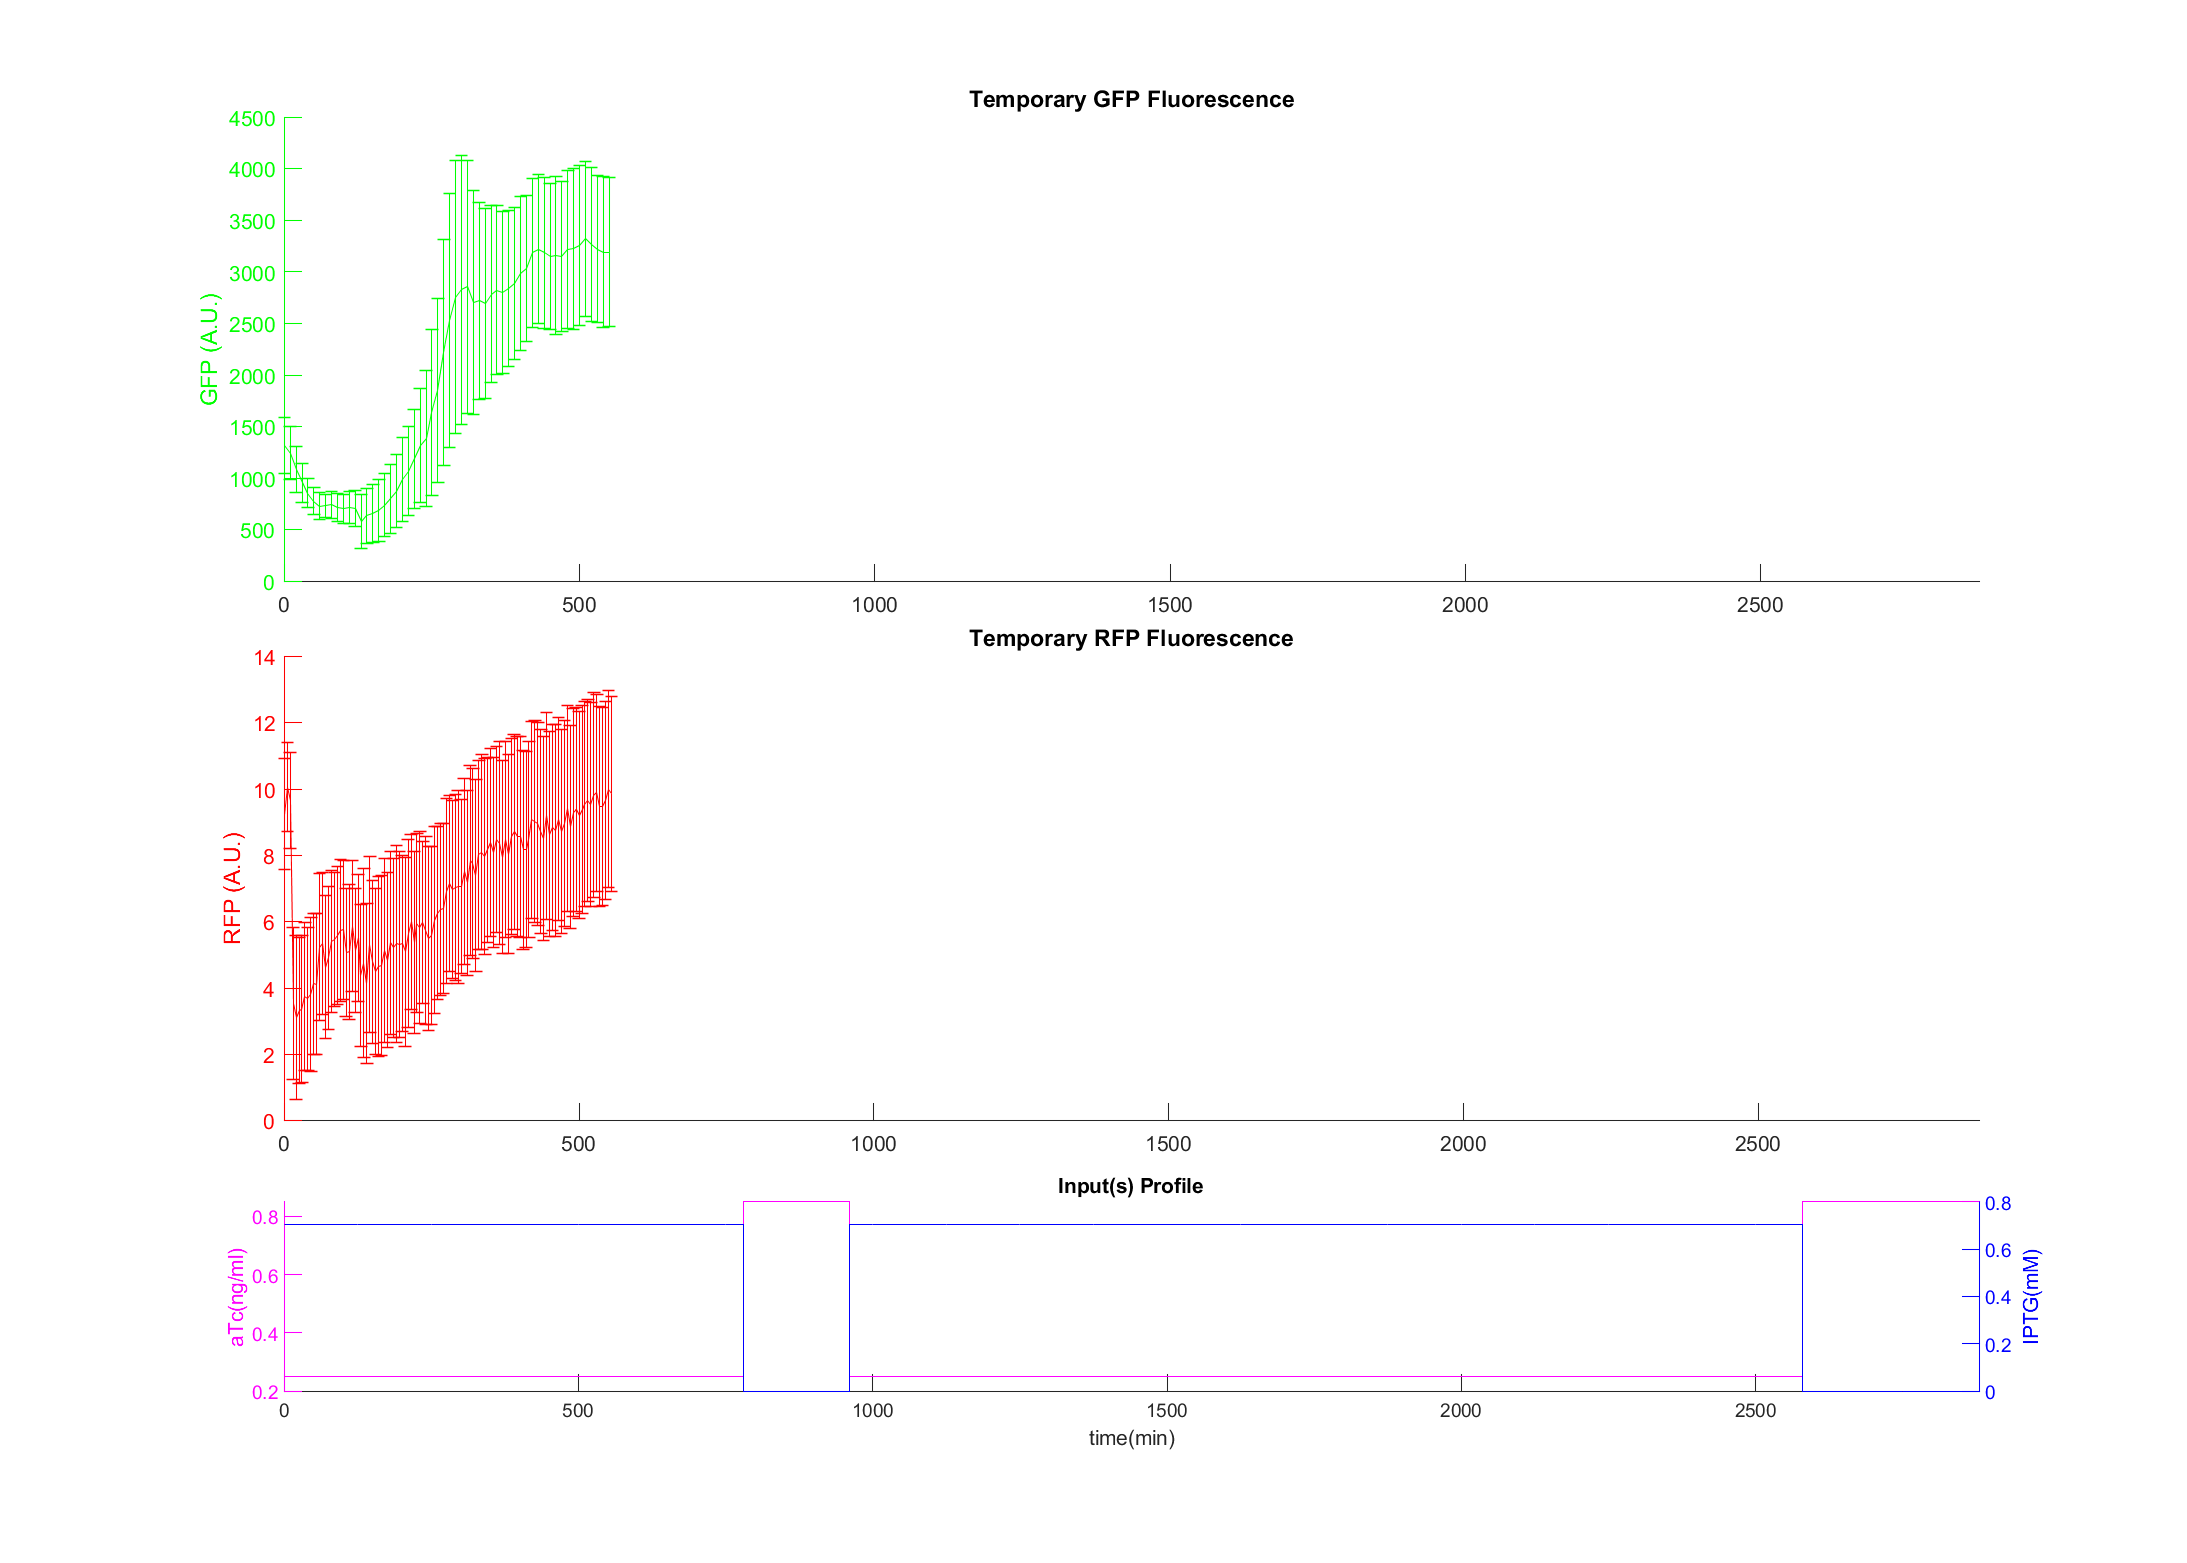 Temporary GFP Fluorescence
4500
4000
3500
3000
2500
2000
1500
1000
500
0
GFP (A.U.)
0 500 1000 1500 2000 2500
Temporary RFP Fluorescence
14
12
10
8
6
4
2
0
RFP (A.U.)
0 500 1000 1500 2000 2500
Input(s) Profile
0.8
0.6
0.4
0.2
aTc(ng/ml)
0.8
0.6
0.4
0.2
0
IPTG(mM)
0 500 1000 1500 2000 2500
time(min)